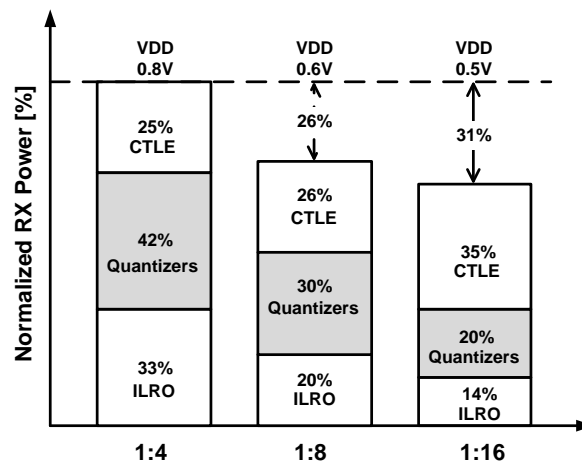 Normalized RX Power [%]
VDD
0.8V
25%
CTLE
42%
Quantizers
33%
ILRO
1:4
VDD
0.6V
26%
26%
CTLE
30%
Quantizers
20%
ILRO
1:8
VDD
0.5V
31%
35%
CTLE
20%
Quantizers
14%
ILRO
1:16